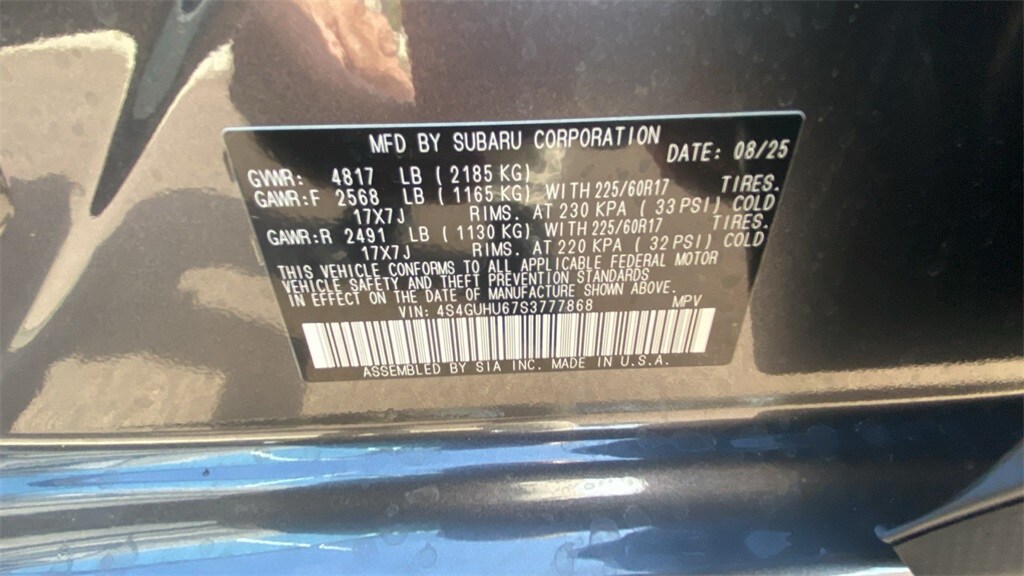 MFD BY SUBARU CORPORATION DATE: 08/25
GVWR: 4817 LB ( 2185 KG)
GAWR:F 2568 LB ( 1165 KG) WITH 225/60R17 TIRES.
17X7J RIMS. AT 230 KPA ( 33 PSI) COLD
GAWR:R 2491 LB ( 1130 KG) WITH 225/60R17 TIRES.
17X7J RIMS. AT 220 KPA ( 32 PSI) COLD
THIS VEHICLE CONFORMS TO ALL APPLICABLE FEDERAL MOTOR
VEHICLE SAFETY AND THEFT PREVENTION STANDARDS
IN EFFECT ON THE DATE OF MANUFACTURE SHOWN ABOVE.
VIN: 4S4GUHU67S3777868 MPV
ASSEMBLED BY SIA INC. MADE IN U.S.A.